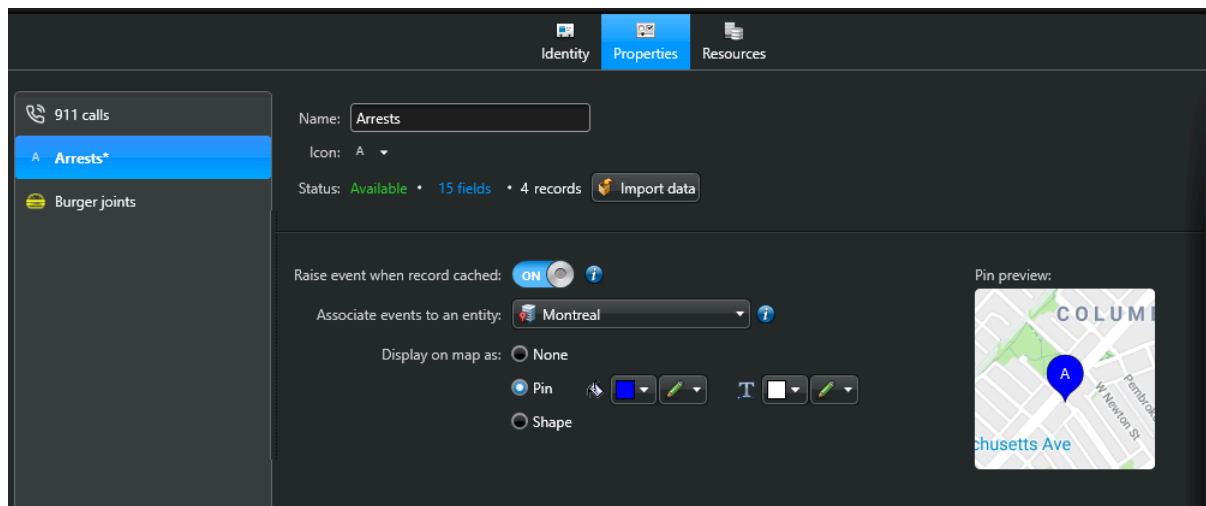 Identity Properties Resources
911 calls
A Arrests*
Burger joints
Name: Arrests
Icon: A
Status: Available • 15 fields • 4 records Import data
Raise event when record cached: ON i
Associate events to an entity: Montreal i
Display on map as: None
Pin T
Shape
Pin preview:
COLUMB
A
Pembrok
W Newton St
chusetts Ave